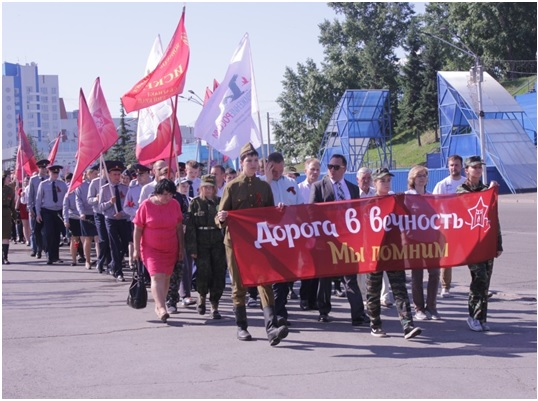 Дорога в вечность
Мы помним